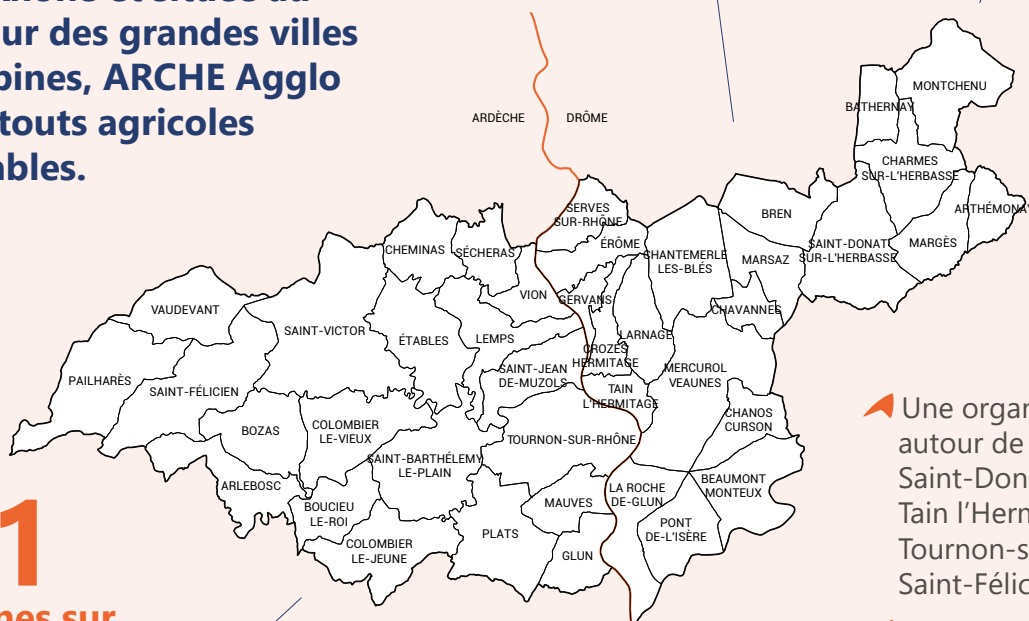 ur des grandes villes
ARCHE Agglo
touts agricoles
ARDÈCHE
DRÔME
MONTCHENU
BATHERNAY
CHARMES
SUR-L'HERBASSE
ARTHÉMONAY
MARGÈS
SAINT-DONAT
SUR-L'HERBASSE
BREN
MARSAZ
CHAVANNES
CHANTEMERLE
LES-BLÉS
SERVES
SUR-RHÔNE
ÉRÔME
GERVANS
LARNAGE
CROZES
HERMITAGE
MERCUROL
VEAUNES
TAIN
L'HERMITAGE
CHANOS
CURSON
BEAUMONT
MONTEUX
LA ROCHE
DE-GLUN
PONT
DE-L'ISÈRE
CHEMINAS
SÉCHERAS
VION
VAUDEVANT
SAINT-VICTOR
ÉTABLES
LEMPS
SAINT-JEAN
DE-MUZOLS
PAILHARÈS
SAINT-FÉLICIEN
BOZAS
COLOMBIER
LE-VIEUX
TOURNON-SUR-RHÔNE
SAINT-BARTHÉLEMY
LE-PLAIN
ARLEBOSC
BOUCIEU
LE-ROI
COLOMBIER
LE-JEUNE
PLATS
MAUVES
GLUN
1
nes sur
Une organ
autour de
Saint-Don
Tain l'Herm
Tournon-s
Saint-Félic